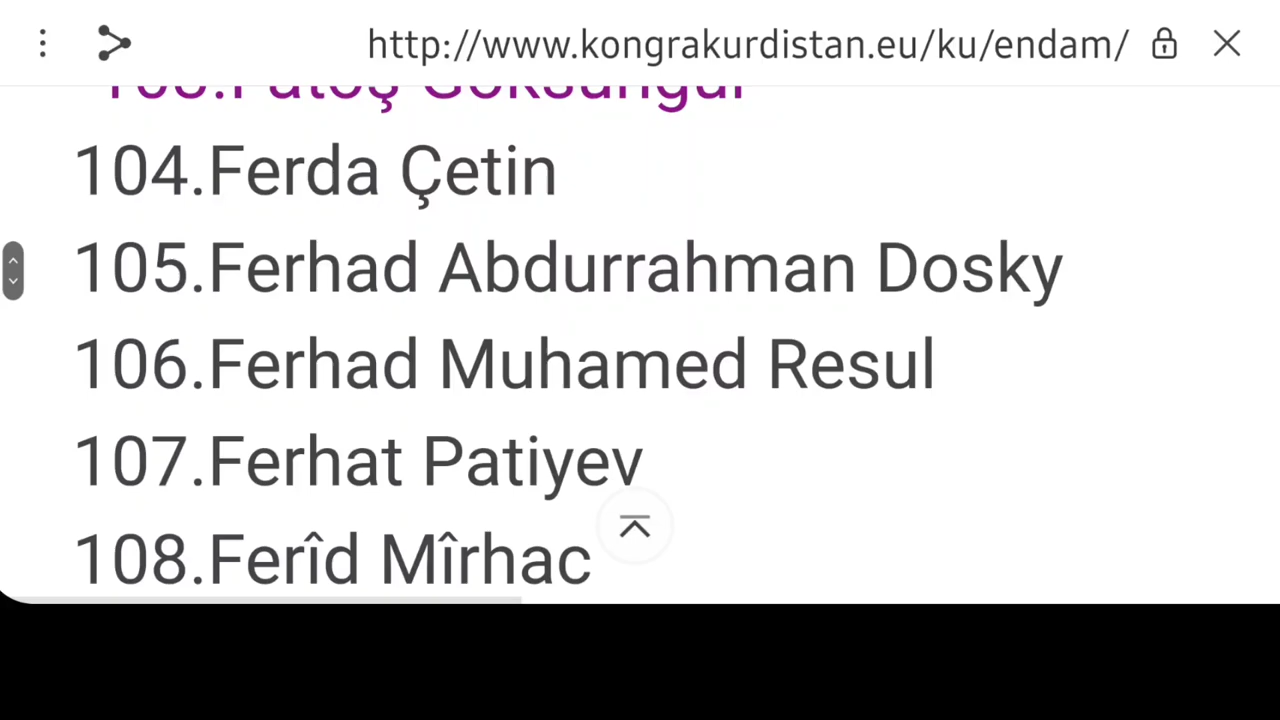 http://www.kongrakurdistan.eu/ku/endam/
104.Ferda Çetin
105.Ferhad Abdurrahman Dosky
106.Ferhad Muhamed Resul
107.Ferhat Patiyev
108.Ferîd Mîrhac